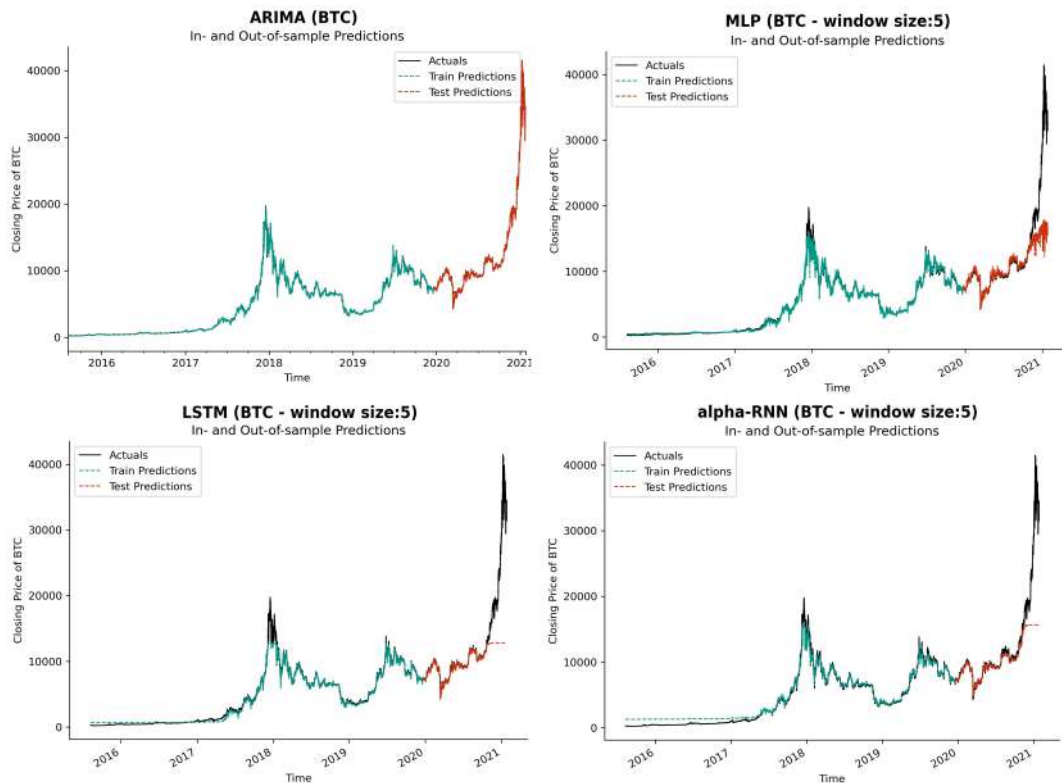 ARIMA (BTC)
In- and Out-of-sample Predictions
Actuals
Train Predictions
Test Predictions
40000
30000
20000
10000
0
Closing Price of BTC
2016
2017
2018
2019
2020
2021
Time
MLP (BTC - window size:5)
In- and Out-of-sample Predictions
Actuals
Train Predictions
Test Predictions
40000
30000
20000
10000
0
Closing Price of BTC
2016
2017
2018
2019
2020
2021
Time
LSTM (BTC - window size:5)
In- and Out-of-sample Predictions
Actuals
Train Predictions
Test Predictions
40000
30000
20000
10000
0
Closing Price of BTC
2016
2017
2018
2019
2020
2021
Time
alpha-RNN (BTC - window size:5)
In- and Out-of-sample Predictions
Actuals
Train Predictions
Test Predictions
40000
30000
20000
10000
0
Closing Price of BTC
2016
2017
2018
2019
2020
2021
Time